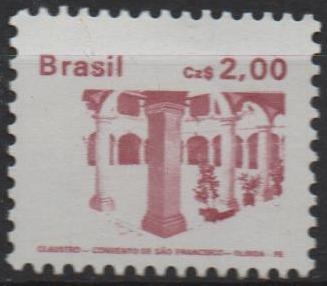 Brasil Cz$ 2,00
CLAUSTRO — CONVENTO DE SÃO FRANCISCO — OLINDA - PE